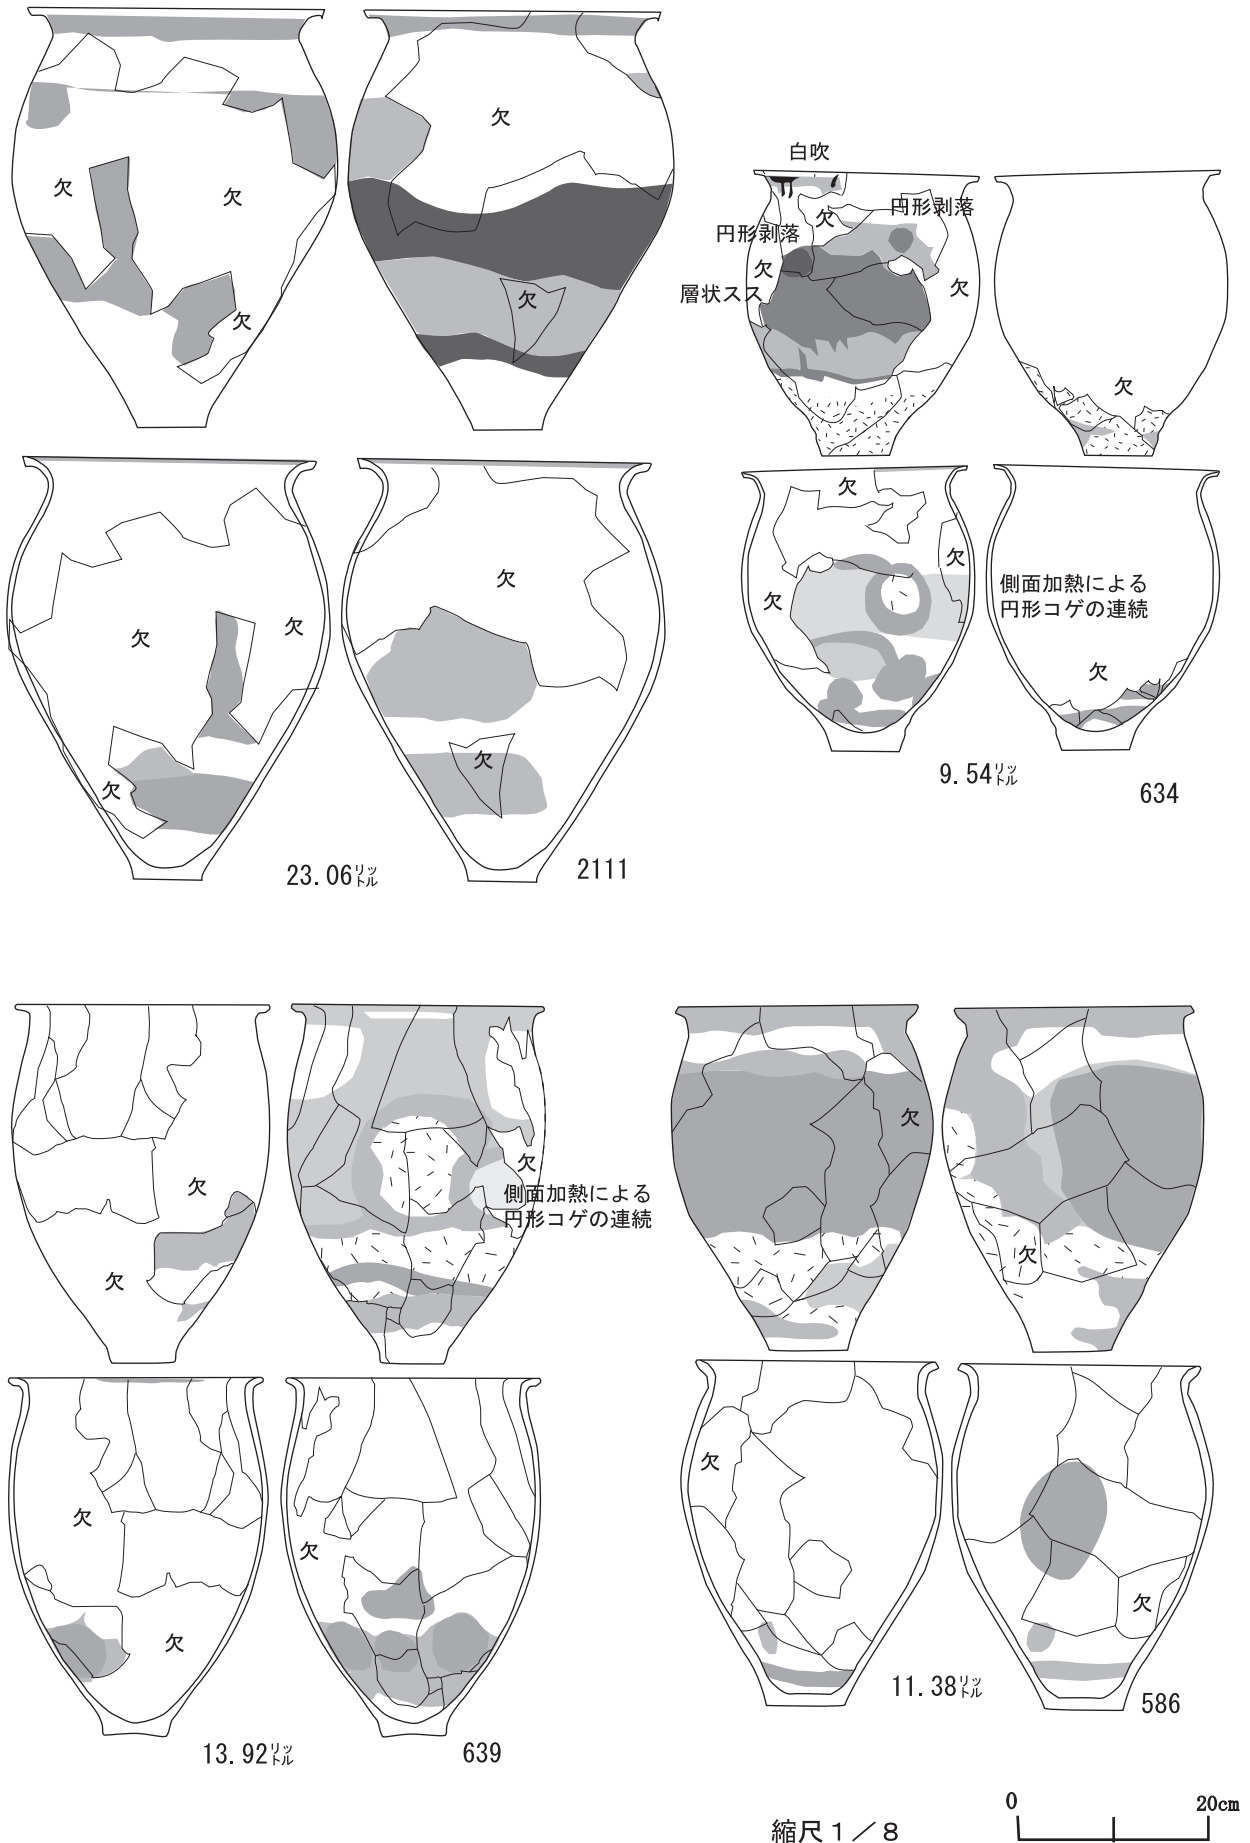 欠
欠
欠
欠
欠
欠
欠
欠
欠
欠
欠
23.06リットル
2111
白吹
円形剥落
欠
円形剥落
欠
欠
層状スス
欠
欠
欠
欠
側面加熱による
円形コゲの連続
欠
9.54リットル
634
欠
欠
欠
側面加熱による
円形コゲの連続
欠
欠
欠
13.92リットル
639
欠
欠
欠
欠
11.38リットル
586
縮尺1/8
0
20cm